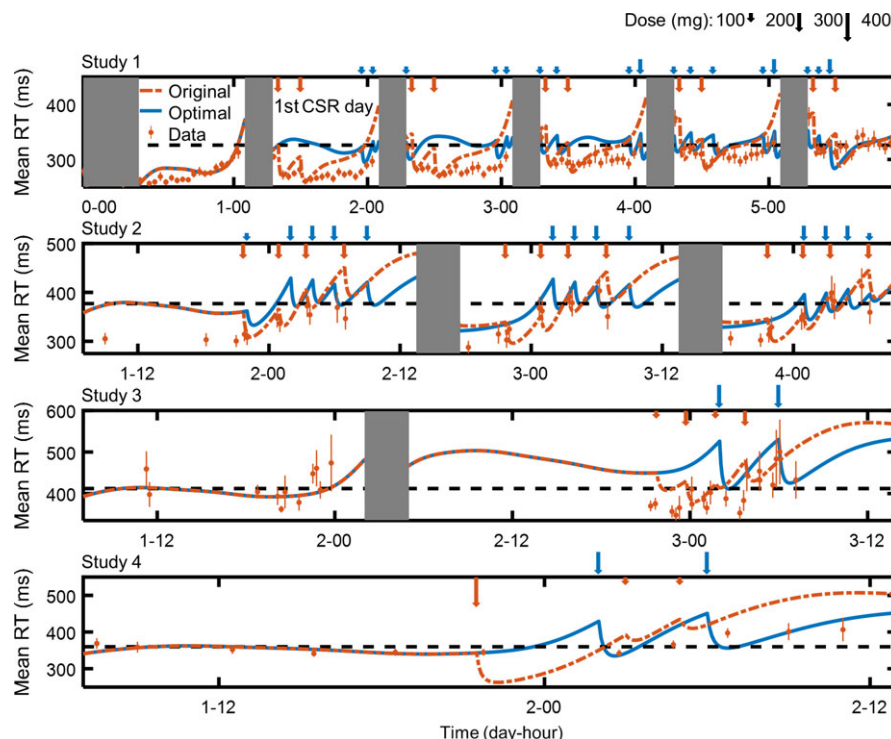 Dose (mg): 100 200 300 400
Study 1
Mean RT (ms)
400
300
Original
Optimal
Data
1st CSR day
0-00 1-00 2-00 3-00 4-00 5-00
Study 2
Mean RT (ms)
500
400
300
1-12 2-00 2-12 3-00 3-12 4-00
Study 3
Mean RT (ms)
600
500
400
1-12 2-00 2-12 3-00 3-12
Study 4
Mean RT (ms)
500
400
300
1-12 2-00 2-12
Time (day-hour)